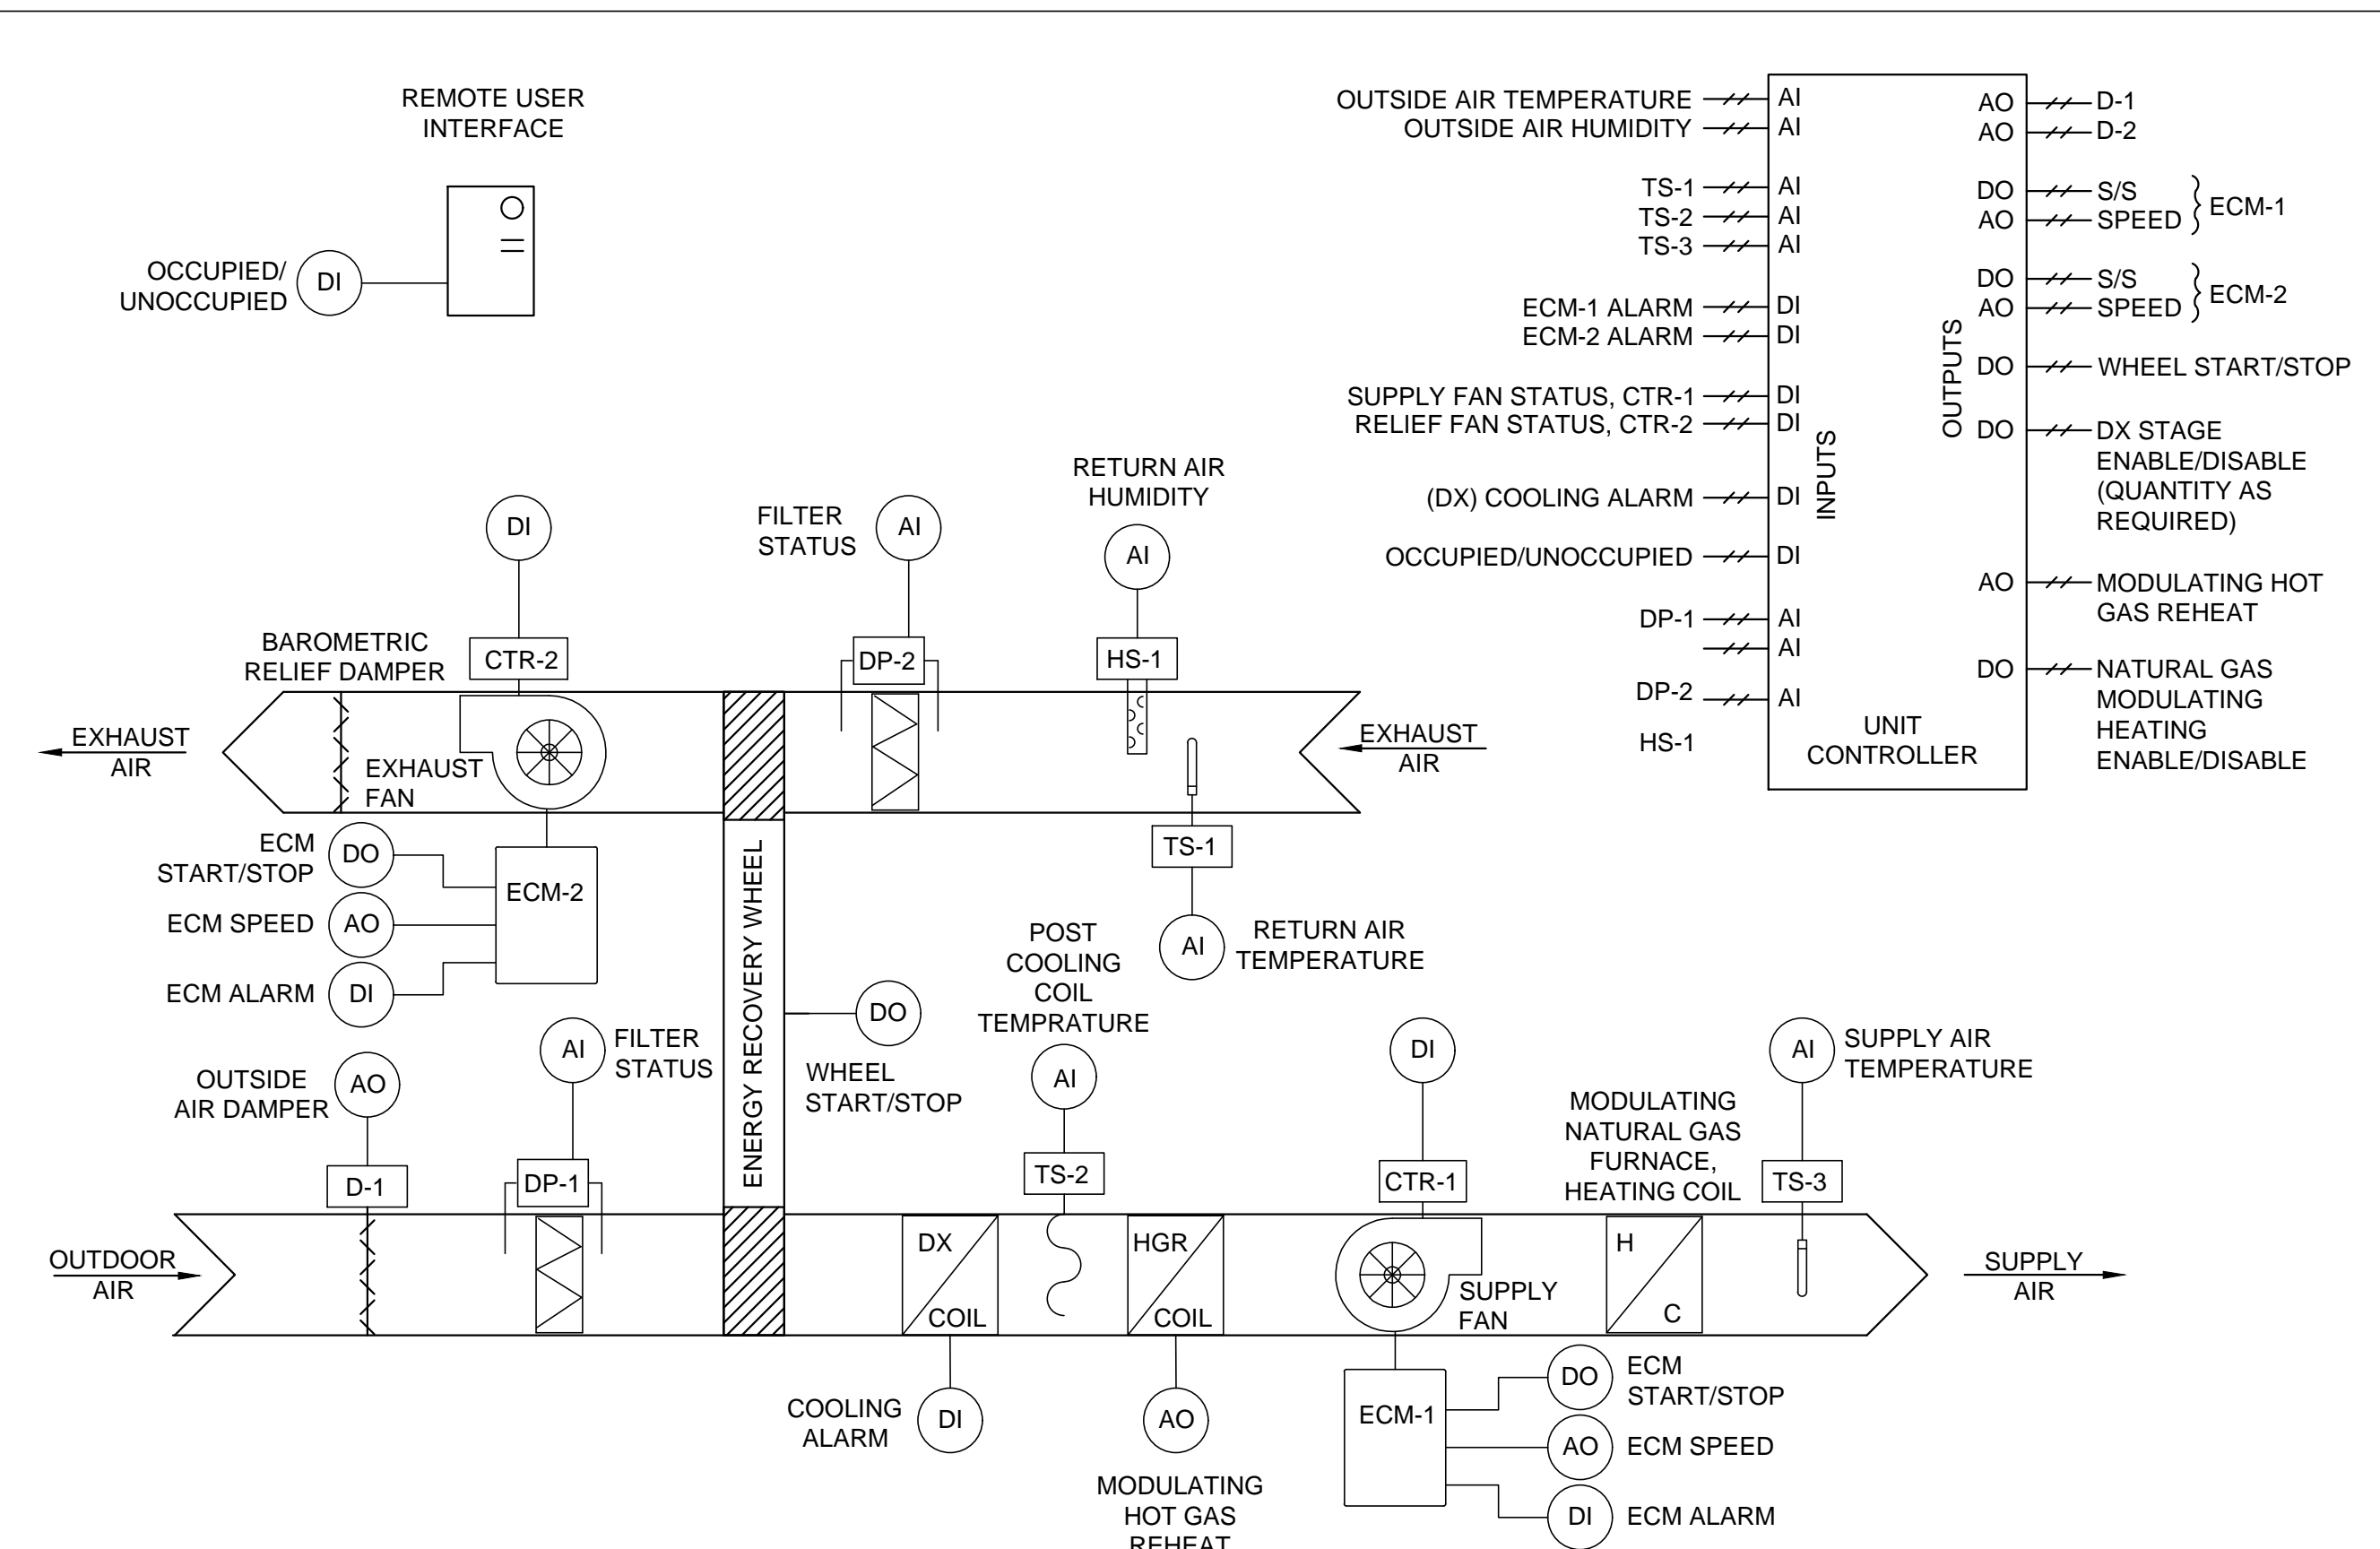 REMOTE USER
INTERFACE
OCCUPIED/
UNOCCUPIED
DI
OUTSIDE AIR TEMPERATURE AI
OUTSIDE AIR HUMIDITY AI
TS-1 AI
TS-2 AI
TS-3 AI
ECM-1 ALARM DI
ECM-2 ALARM DI
SUPPLY FAN STATUS, CTR-1 DI
RELIEF FAN STATUS, CTR-2 DI
(DX) COOLING ALARM DI
OCCUPIED/UNOCCUPIED DI
DP-1 AI
AI
DP-2 AI
HS-1
INPUTS
OUTPUTS
UNIT
CONTROLLER
AO D-1
AO D-2
DO S/S
AO SPEED
ECM-1
DO S/S
AO SPEED
ECM-2
DO WHEEL START/STOP
DO DX STAGE
ENABLE/DISABLE
(QUANTITY AS
REQUIRED)
AO MODULATING HOT
GAS REHEAT
DO NATURAL GAS
MODULATING
HEATING
ENABLE/DISABLE
DI
CTR-2
BAROMETRIC
RELIEF DAMPER
FILTER
STATUS
AI
DP-2
RETURN AIR
HUMIDITY
AI
HS-1
EXHAUST
AIR
EXHAUST
FAN
EXHAUST
AIR
TS-1
AI
RETURN AIR
TEMPERATURE
ECM
START/STOP
DO
ECM SPEED
AO
ECM ALARM
DI
ECM-2
ENERGY RECOVERY WHEEL
DO
WHEEL
START/STOP
OUTSIDE
AIR DAMPER
AO
D-1
AI
FILTER
STATUS
DP-1
POST
COOLING
COIL
TEMPRATURE
AI
TS-2
DI
CTR-1
MODULATING
NATURAL GAS
FURNACE,
HEATING COIL
AI
SUPPLY AIR
TEMPERATURE
TS-3
OUTDOOR
AIR
DX
COIL
HGR
COIL
SUPPLY
FAN
H
C
SUPPLY
AIR
COOLING
ALARM
DI
AO
MODULATING
HOT GAS
REHEAT
ECM-1
DO
ECM
START/STOP
AO
ECM SPEED
DI
ECM ALARM